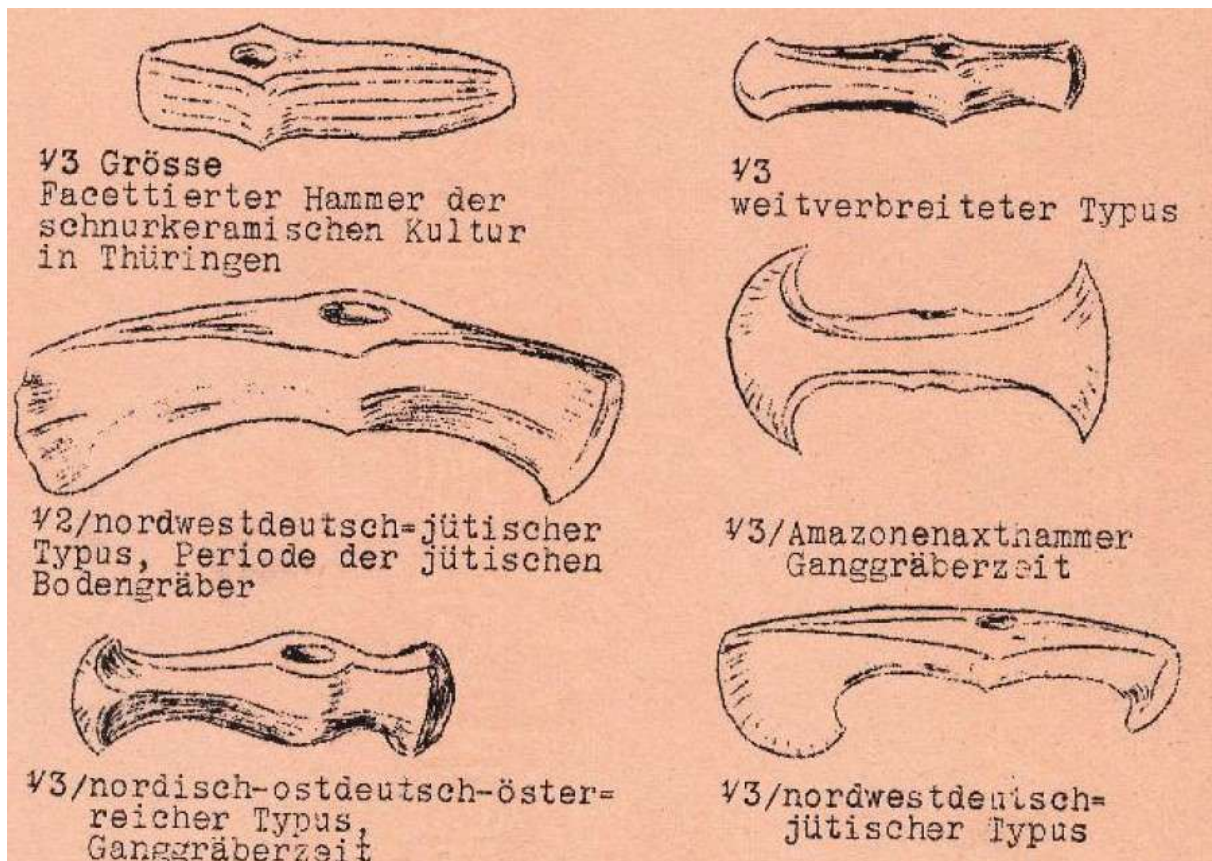 1/3 Grösse
Facettierter Hammer der
schnurkeramischen Kultur
in Thüringen
1/3
weitverbreiteter Typus
1/2/nordwestdeutsch=jütischer
Typus, Periode der jütischen
Bodengräber
1/3/Amazonenaxthammer
Ganggräberzeit
1/3/nordisch-ostdeutsch-öster=
reicher Typus,
Ganggräberzeit
1/3/nordwestdeutsch=
jütischer Typus